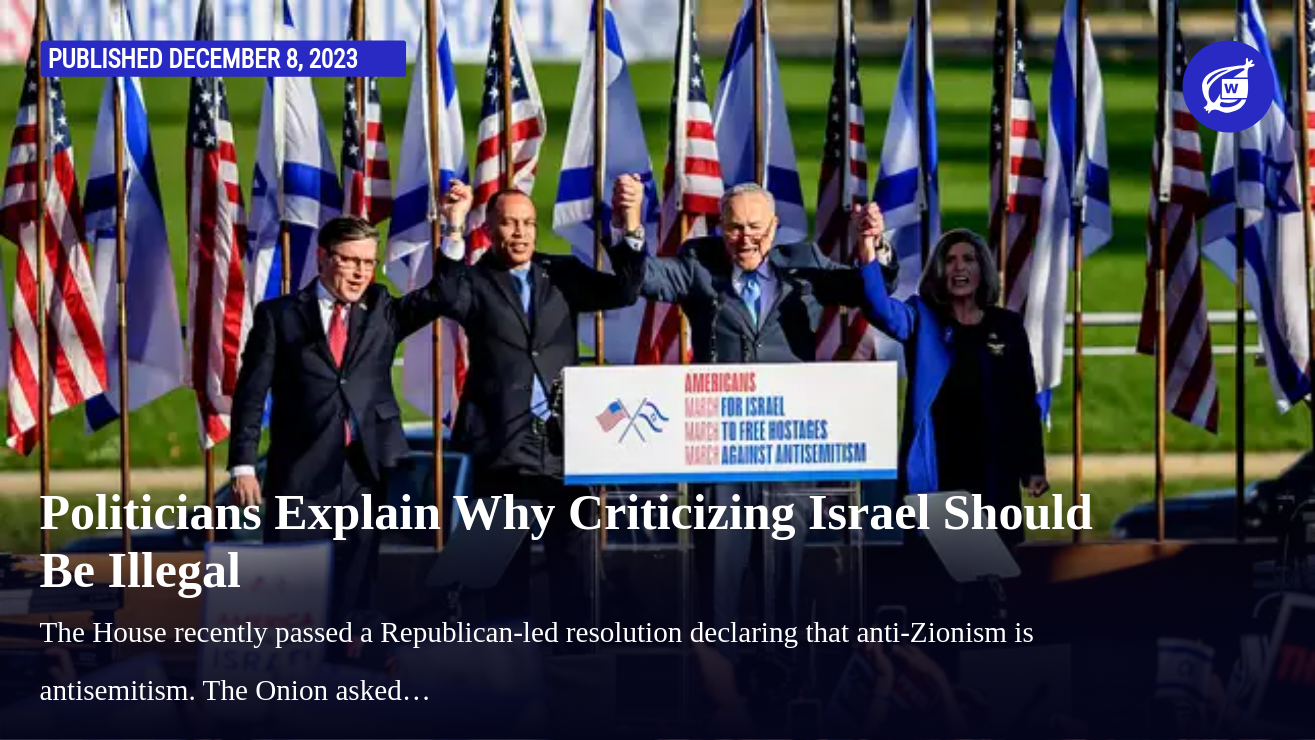 PUBLISHED DECEMBER 8, 2023
W
AMERICANS
MARCH FOR ISRAEL
MARCH TO FREE HOSTAGES
MARCH AGAINST ANTISEMITISM
Politicians Explain Why Criticizing Israel Should
Be Illegal
The House recently passed a Republican-led resolution declaring that anti-Zionism is
antisemitism. The Onion asked…